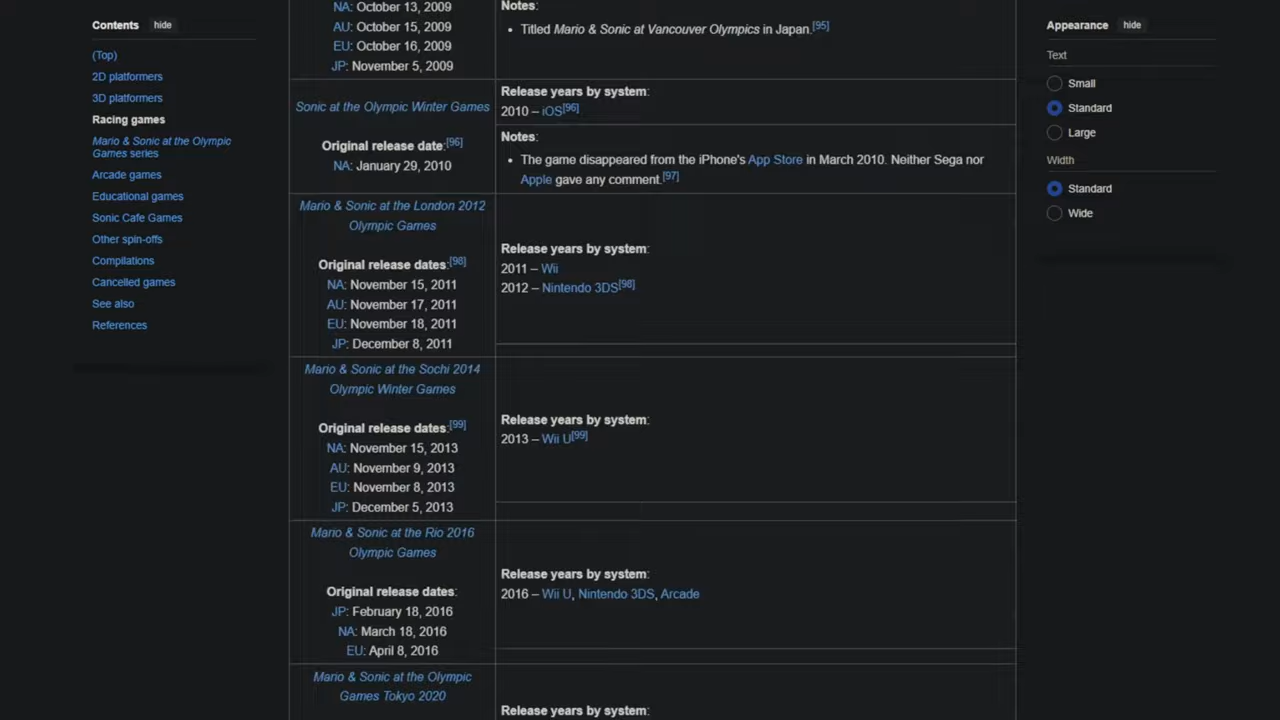 Contents hide
(Top)
2D platformers
3D platformers
Racing games
Mario & Sonic at the Olympic
Games series
Arcade games
Educational games
Sonic Cafe Games
Other spin-offs
Compilations
Cancelled games
See also
References
NA: October 13, 2009
AU: October 15, 2009
EU: October 16, 2009
JP: November 5, 2009
Notes:
• Titled Mario & Sonic at Vancouver Olympics in Japan.[95]
Sonic at the Olympic Winter Games
Original release date:[96]
NA: January 29, 2010
Release years by system:
2010 – iOS[96]
Notes:
• The game disappeared from the iPhone's App Store in March 2010. Neither Sega nor
Apple gave any comment.[97]
Mario & Sonic at the London 2012
Olympic Games
Original release dates:[98]
NA: November 15, 2011
AU: November 17, 2011
EU: November 18, 2011
JP: December 8, 2011
Release years by system:
2011 – Wii
2012 – Nintendo 3DS[98]
Mario & Sonic at the Sochi 2014
Olympic Winter Games
Original release dates:[99]
NA: November 15, 2013
AU: November 9, 2013
EU: November 8, 2013
JP: December 5, 2013
Release years by system:
2013 – Wii U[99]
Mario & Sonic at the Rio 2016
Olympic Games
Original release dates:
JP: February 18, 2016
NA: March 18, 2016
EU: April 8, 2016
Release years by system:
2016 – Wii U, Nintendo 3DS, Arcade
Mario & Sonic at the Olympic
Games Tokyo 2020
Release years by system:
Appearance hide
Text
Small
Standard
Large
Width
Standard
Wide